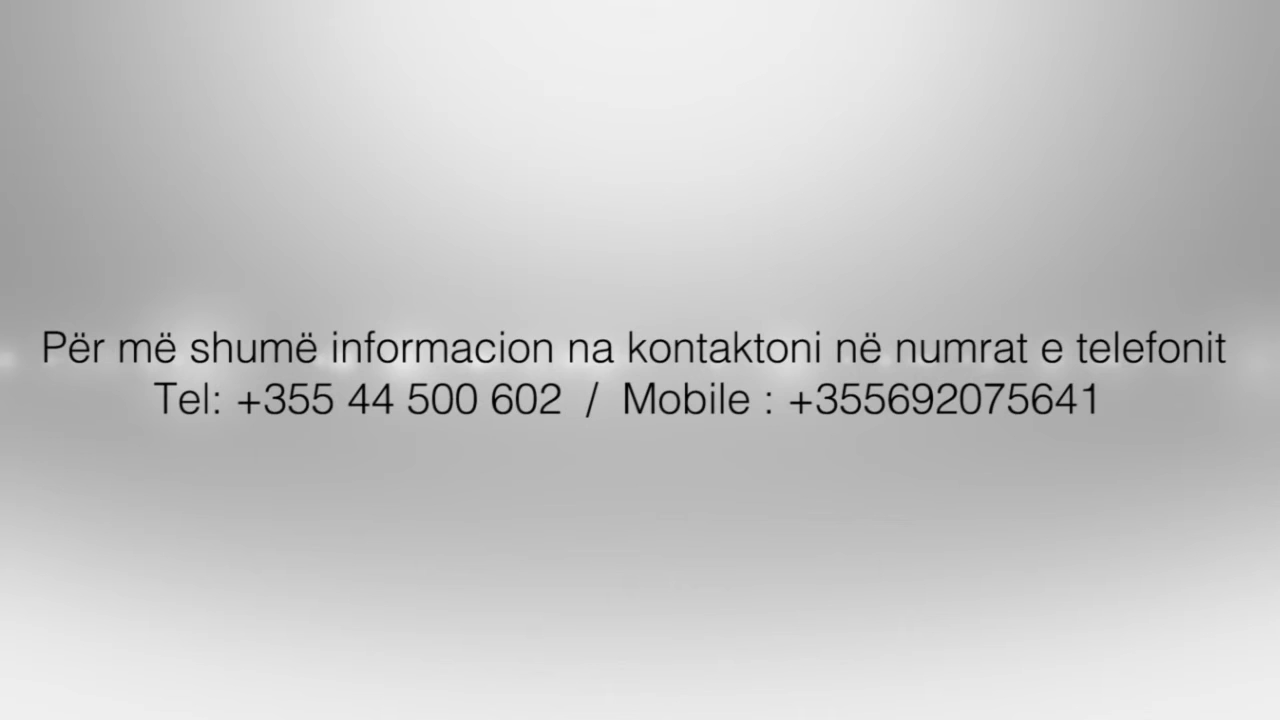 Për më shumë informacion na kontaktoni në numrat e telefonit
Tel: +355 44 500 602 / Mobile : +355692075641